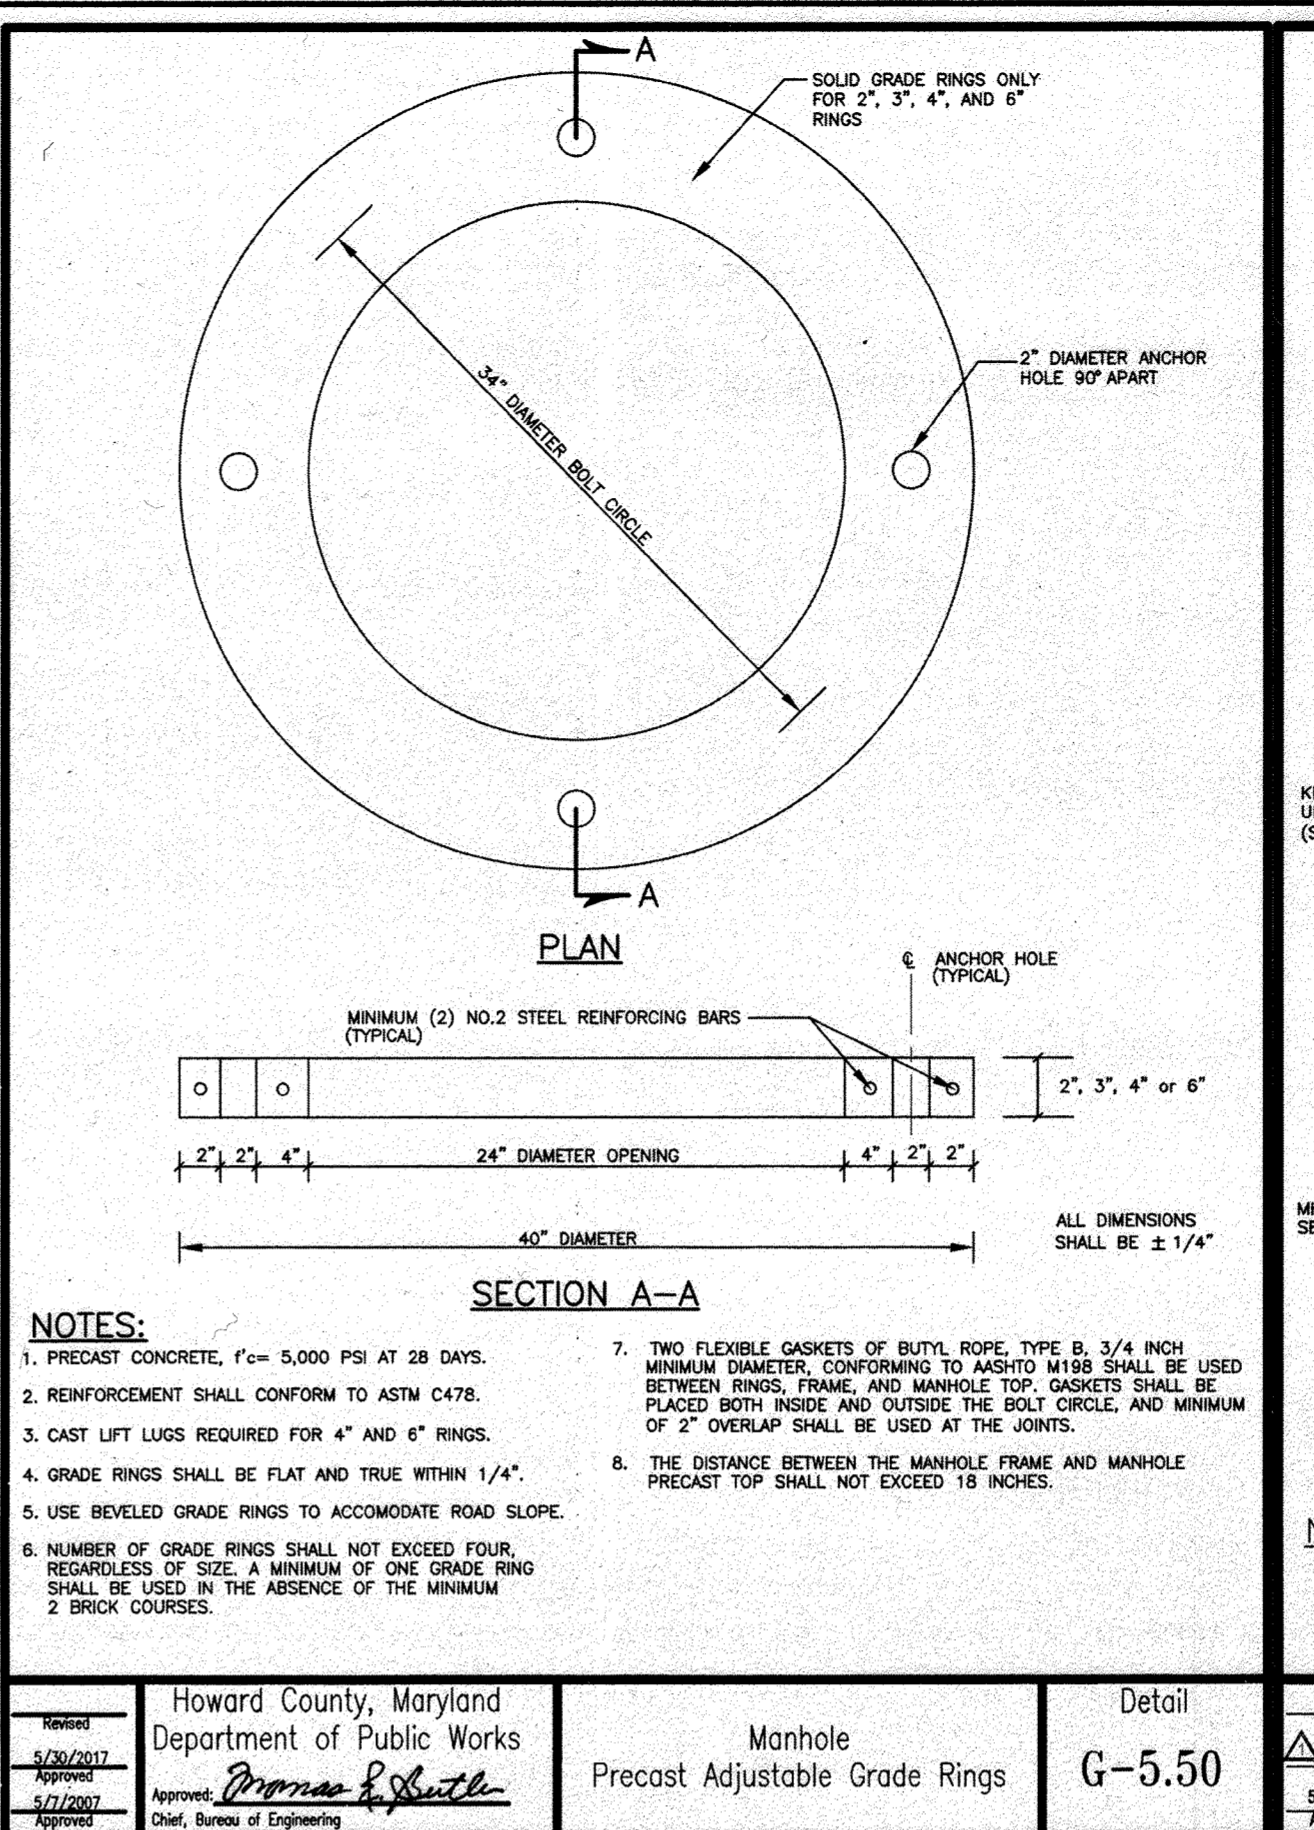 A
SOLID GRADE RINGS ONLY
FOR 2", 3", 4", AND 6"
RINGS
2" DIAMETER ANCHOR
HOLE 90° APART
34" DIAMETER BOLT CIRCLE
A
PLAN
℄ ANCHOR HOLE
(TYPICAL)
MINIMUM (2) NO.2 STEEL REINFORCING BARS
(TYPICAL)
2", 3", 4" or 6"
2" 2" 4" 24" DIAMETER OPENING 4" 2" 2"
40" DIAMETER
ALL DIMENSIONS
SHALL BE ± 1/4"
SECTION A-A
NOTES:
1. PRECAST CONCRETE, f'c= 5,000 PSI AT 28 DAYS.
2. REINFORCEMENT SHALL CONFORM TO ASTM C478.
3. CAST LIFT LUGS REQUIRED FOR 4" AND 6" RINGS.
4. GRADE RINGS SHALL BE FLAT AND TRUE WITHIN 1/4".
5. USE BEVELED GRADE RINGS TO ACCOMODATE ROAD SLOPE.
6. NUMBER OF GRADE RINGS SHALL NOT EXCEED FOUR,
REGARDLESS OF SIZE. A MINIMUM OF ONE GRADE RING
SHALL BE USED IN THE ABSENCE OF THE MINIMUM
2 BRICK COURSES.
7. TWO FLEXIBLE GASKETS OF BUTYL ROPE, TYPE B, 3/4 INCH
MINIMUM DIAMETER, CONFORMING TO AASHTO M198 SHALL BE USED
BETWEEN RINGS, FRAME, AND MANHOLE TOP. GASKETS SHALL BE
PLACED BOTH INSIDE AND OUTSIDE THE BOLT CIRCLE, AND MINIMUM
OF 2" OVERLAP SHALL BE USED AT THE JOINTS.
8. THE DISTANCE BETWEEN THE MANHOLE FRAME AND MANHOLE
PRECAST TOP SHALL NOT EXCEED 18 INCHES.
Revised
5/30/2017
Approved
5/7/2007
Approved
Howard County, Maryland
Department of Public Works
Approved: Thomas E. Butler
Chief, Bureau of Engineering
Manhole
Precast Adjustable Grade Rings
Detail
G-5.50